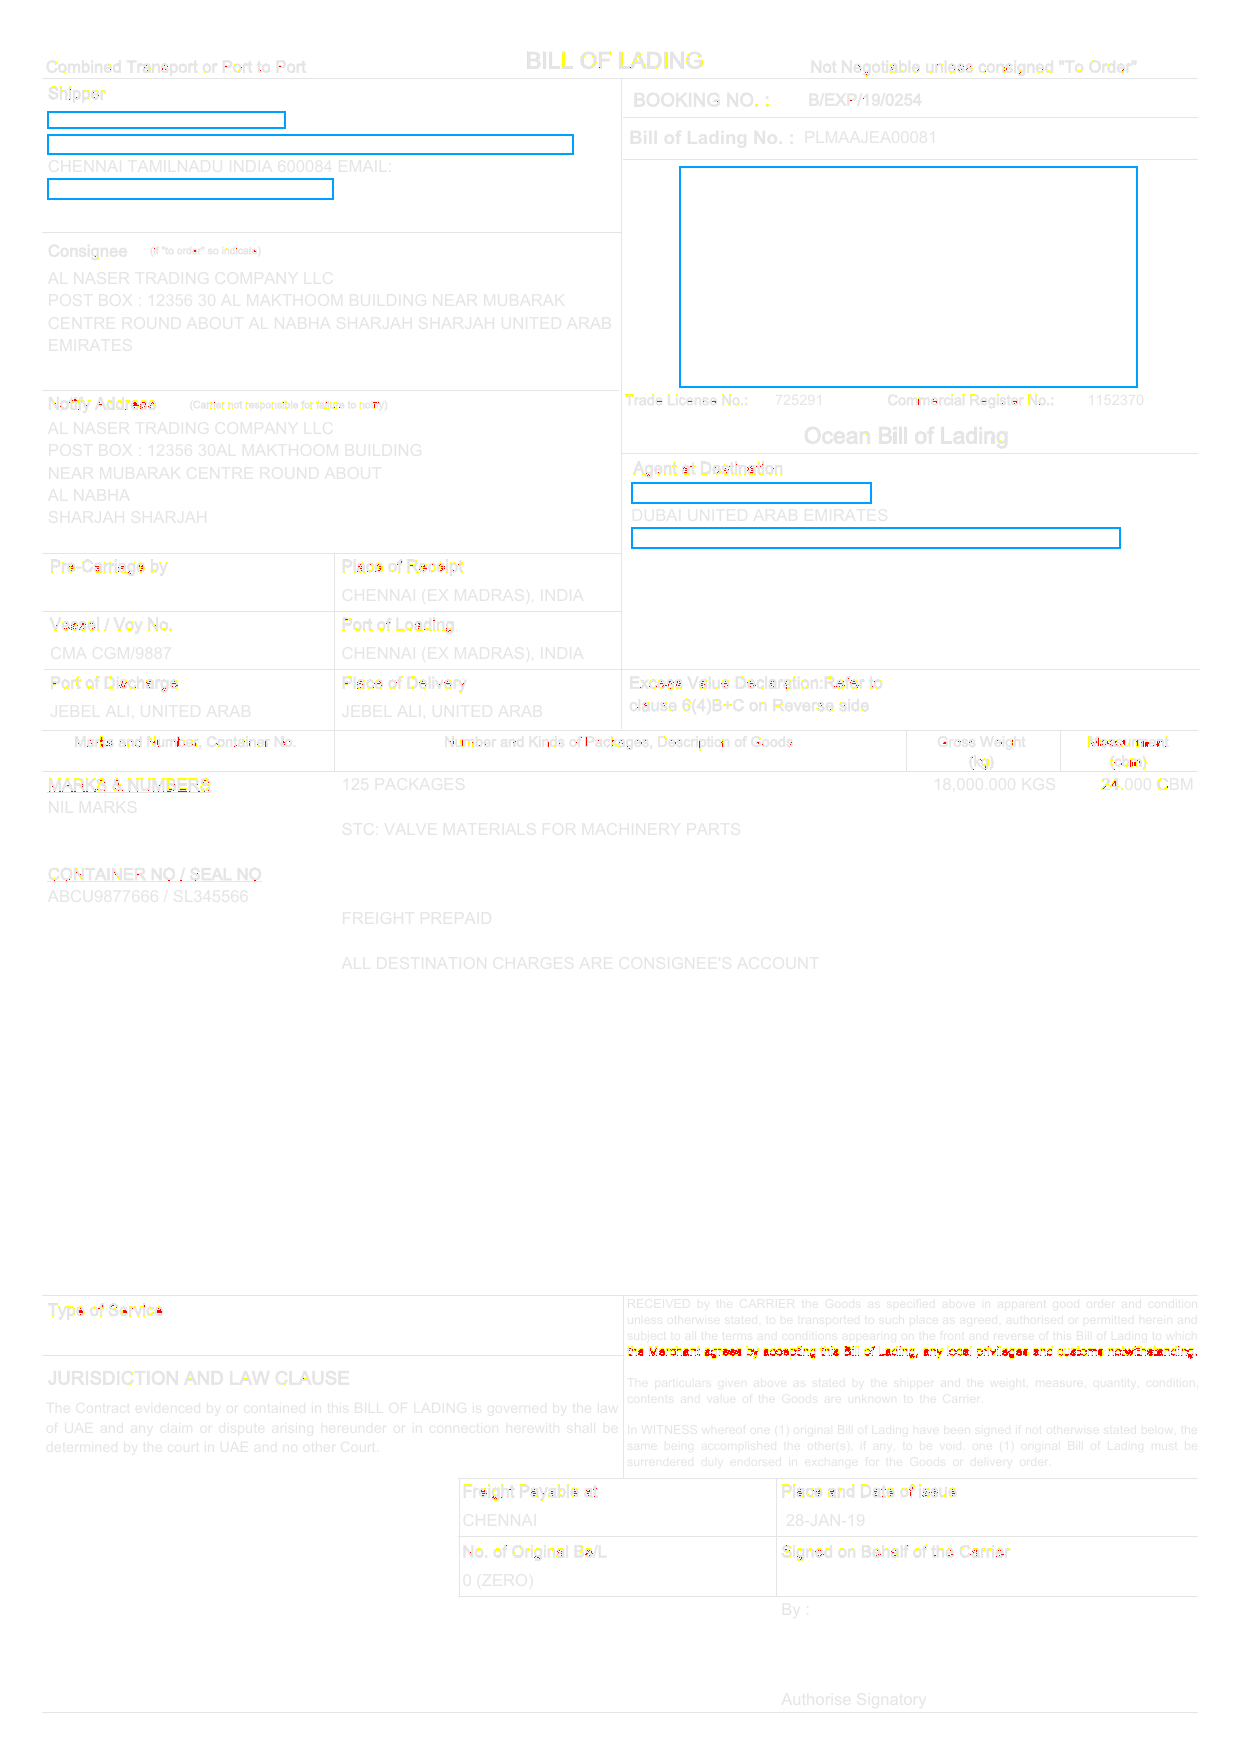 Combined Transport or Port to Port
BILL OF LADING
Not Negotiable unless consigned "To Order"
Shipper
CHENNAI TAMILNADU INDIA 600084 EMAIL:
BOOKING NO. : B/EXP/19/0254
Bill of Lading No. : PLMAAJEA00081
Consignee (if "to order" so indicate)
AL NASER TRADING COMPANY LLC
POST BOX : 12356 30 AL MAKTHOOM BUILDING NEAR MUBARAK
CENTRE ROUND ABOUT AL NABHA SHARJAH SHARJAH UNITED ARAB
EMIRATES
Notify Address (Carrier not responsible for failure to notify)
AL NASER TRADING COMPANY LLC
POST BOX : 12356 30AL MAKTHOOM BUILDING
NEAR MUBARAK CENTRE ROUND ABOUT
AL NABHA
SHARJAH SHARJAH
Trade License No.: 725291 Commercial Register No.: 1152370
Ocean Bill of Lading
Agent at Destination
DUBAI UNITED ARAB EMIRATES
Pre-Carriage by
Place of Receipt
CHENNAI (EX MADRAS), INDIA
Vessel / Voy No.
CMA CGM/9887
Port of Loading
CHENNAI (EX MADRAS), INDIA
Port of Discharge
JEBEL ALI, UNITED ARAB
Place of Delivery
JEBEL ALI, UNITED ARAB
Excess Value Declaration:Refer to
clause 6(4)B+C on Reverse side
Marks and Number, Container No.
Number and Kinds of Packages, Description of Goods
Gross Weight
(kg)
Measurement
(cbm)
MARKS & NUMBERS
NIL MARKS
125 PACKAGES
18,000.000 KGS
24.000 CBM
STC: VALVE MATERIALS FOR MACHINERY PARTS
CONTAINER NO / SEAL NO
ABCU9877666 / SL345566
FREIGHT PREPAID
ALL DESTINATION CHARGES ARE CONSIGNEE'S ACCOUNT
Type of Service
JURISDICTION AND LAW CLAUSE
The Contract evidenced by or contained in this BILL OF LADING is governed by the law
of UAE and any claim or dispute arising hereunder or in connection herewith shall be
determined by the court in UAE and no other Court.
RECEIVED by the CARRIER the Goods as specified above in apparent good order and condition
unless otherwise stated, to be transported to such place as agreed, authorised or permitted herein and
subject to all the terms and conditions appearing on the front and reverse of this Bill of Lading to which
the Merchant agrees by accepting this Bill of Lading, any local privileges and customs notwithstanding.
The particulars given above as stated by the shipper and the weight, measure, quantity, condition,
contents and value of the Goods are unknown to the Carrier.
In WITNESS whereof one (1) original Bill of Lading have been signed if not otherwise stated below, the
same being accomplished the other(s), if any, to be void. one (1) original Bill of Lading must be
surrendered duly endorsed in exchange for the Goods or delivery order.
Freight Payable at
CHENNAI
Place and Date of issue
28-JAN-19
No. of Original Bs/L
0 (ZERO)
Signed on Behalf of the Carrier
By :
Authorise Signatory